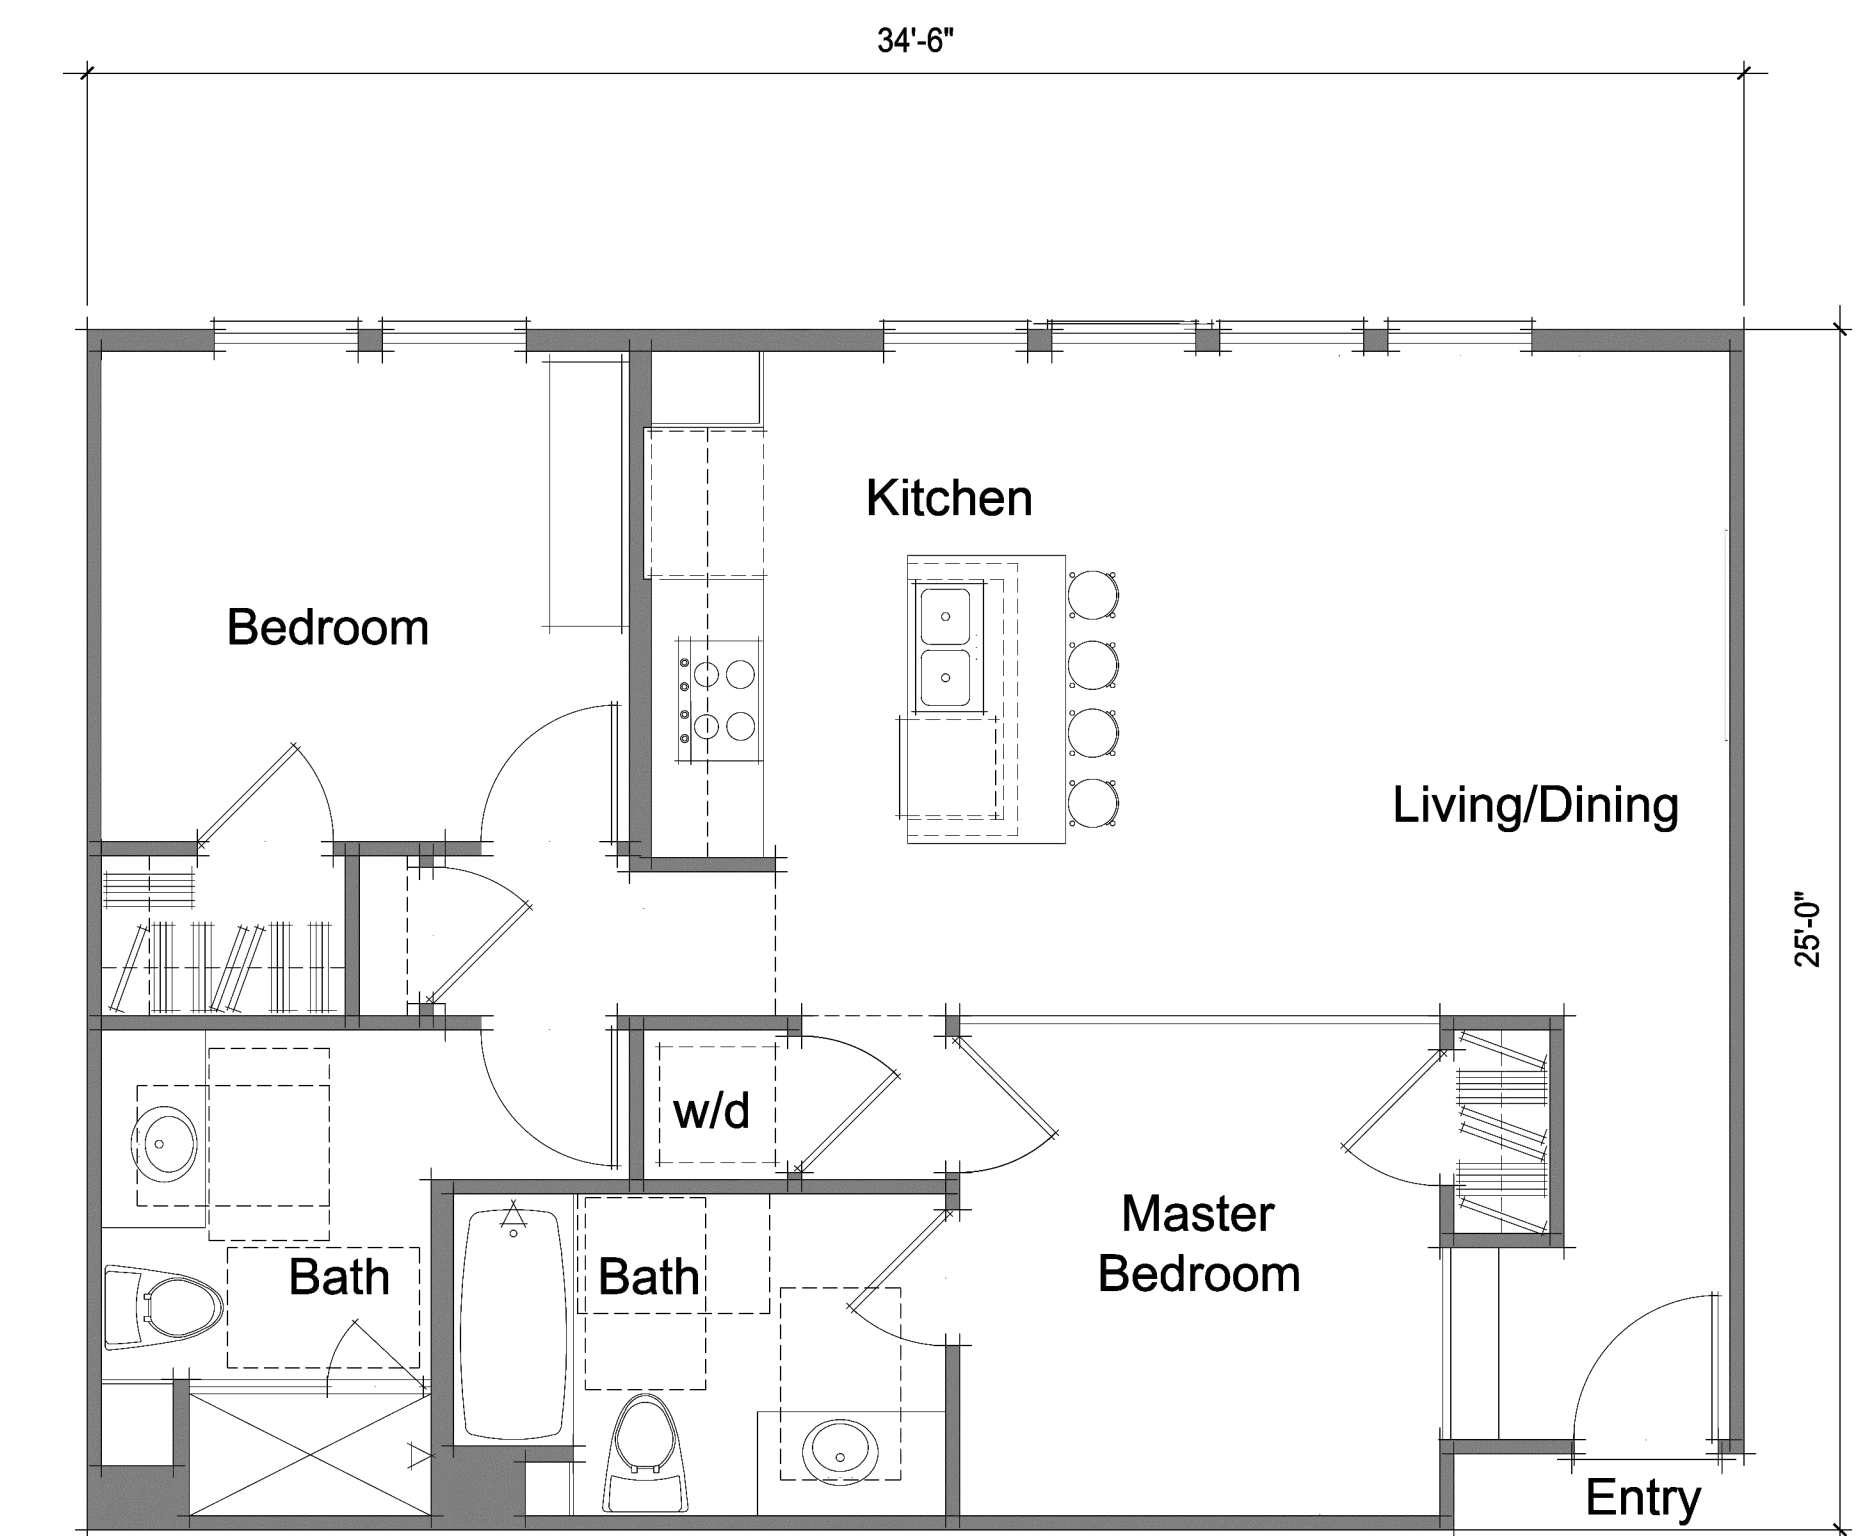 34'-6"
Kitchen
Bedroom
Living/Dining
25'-0"
w/d
Master
Bedroom
Bath
Bath
Entry